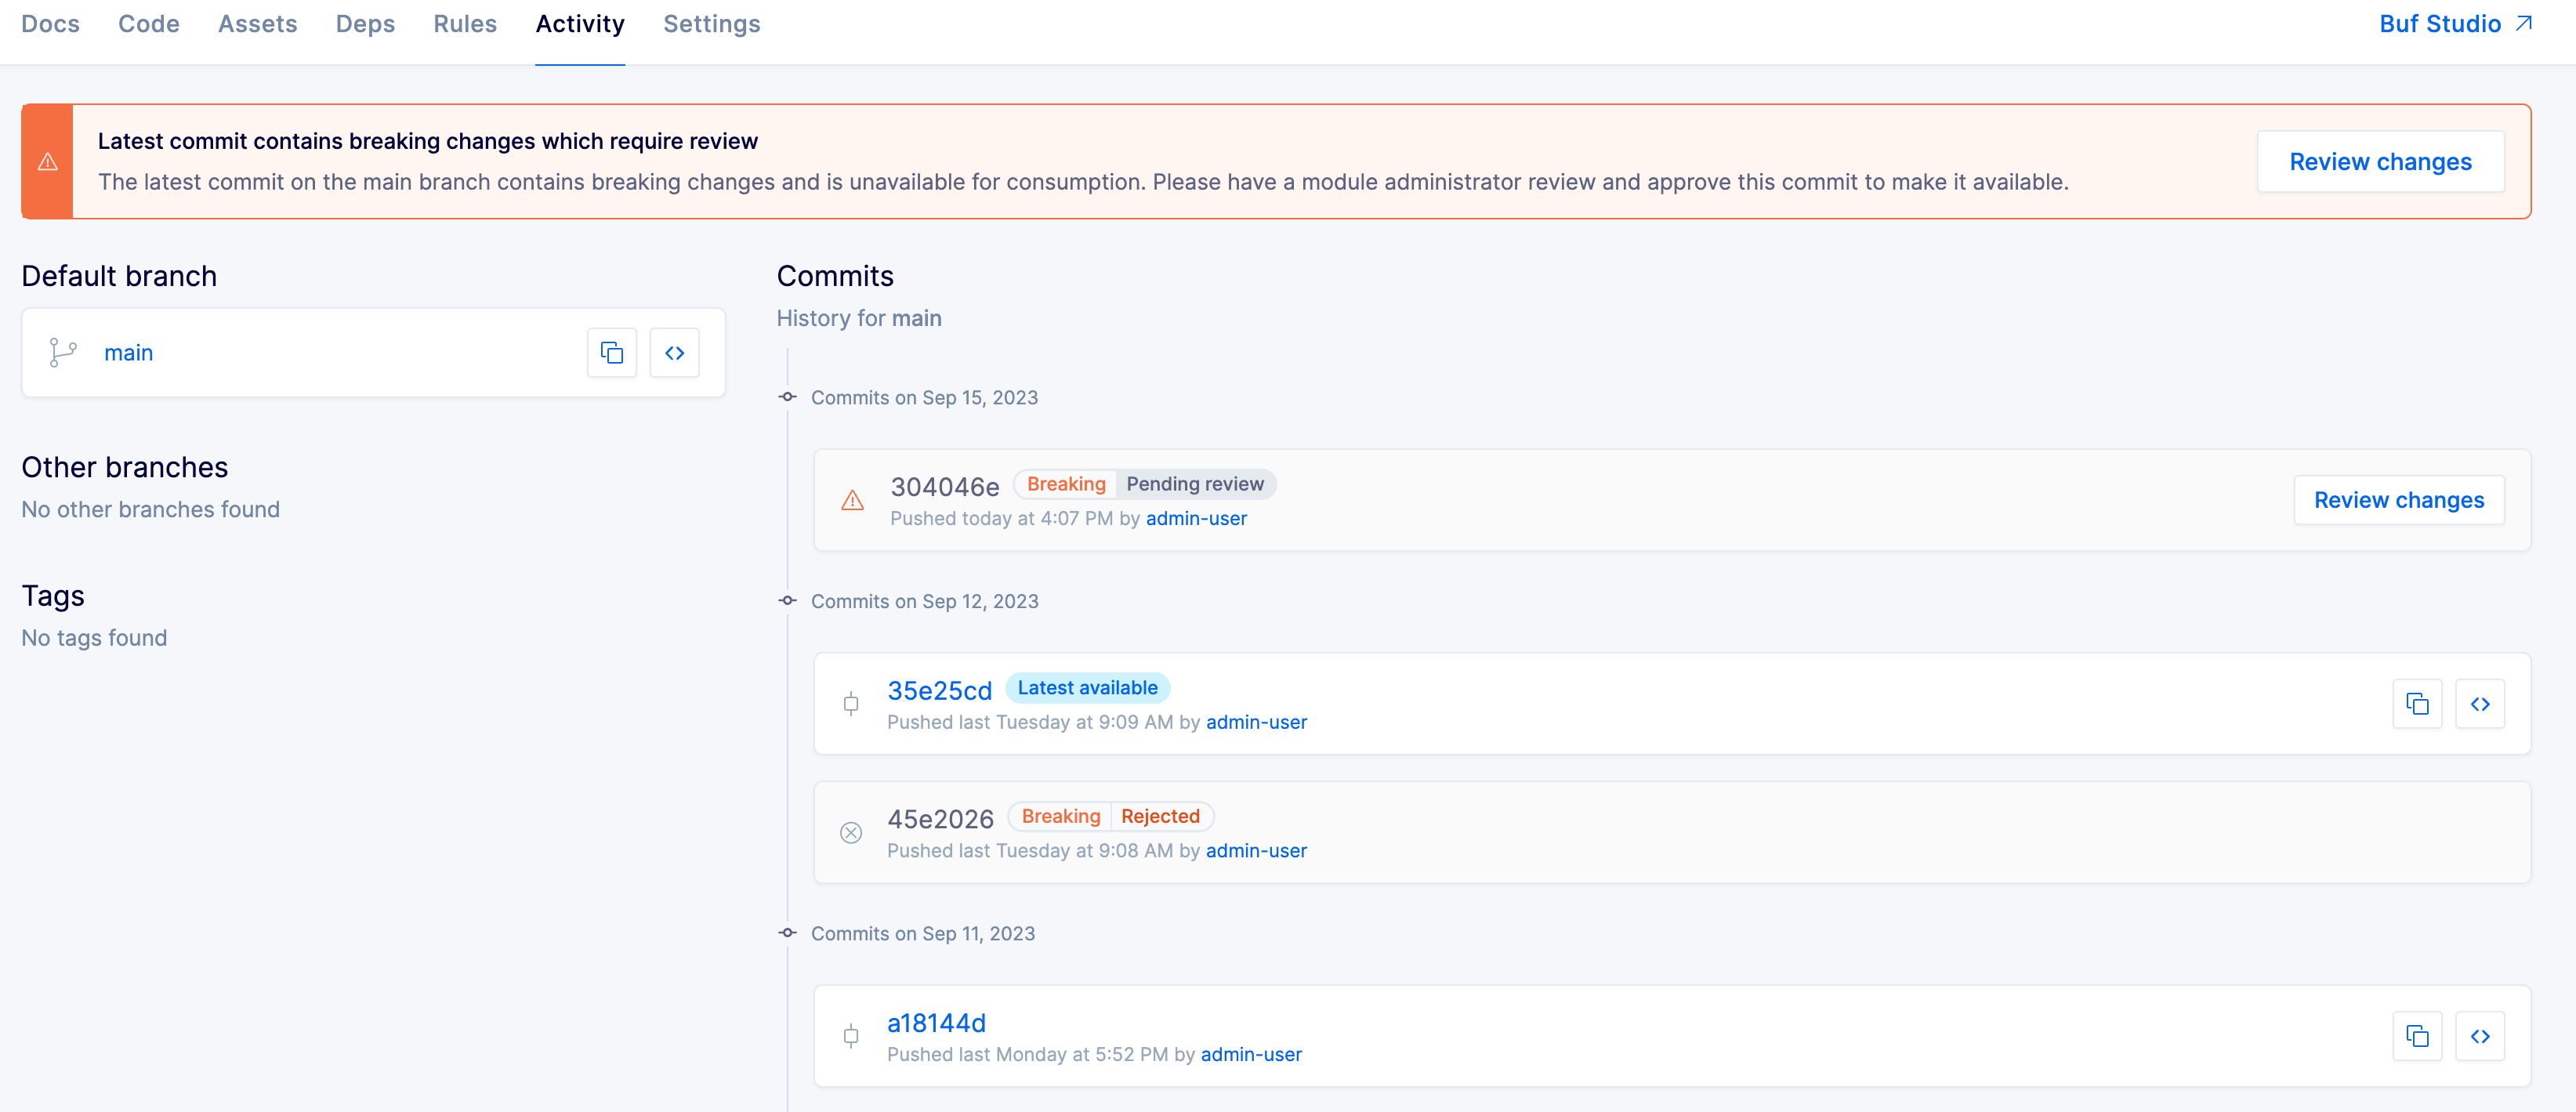 Docs Code Assets Deps Rules Activity Settings Buf Studio
Latest commit contains breaking changes which require review
The latest commit on the main branch contains breaking changes and is unavailable for consumption. Please have a module administrator review and approve this commit to make it available.
Review changes
Default branch
main
Other branches
No other branches found
Tags
No tags found
Commits
History for main
Commits on Sep 15, 2023
304046e Breaking Pending review
Pushed today at 4:07 PM by admin-user
Review changes
Commits on Sep 12, 2023
35e25cd Latest available
Pushed last Tuesday at 9:09 AM by admin-user
45e2026 Breaking Rejected
Pushed last Tuesday at 9:08 AM by admin-user
Commits on Sep 11, 2023
a18144d
Pushed last Monday at 5:52 PM by admin-user